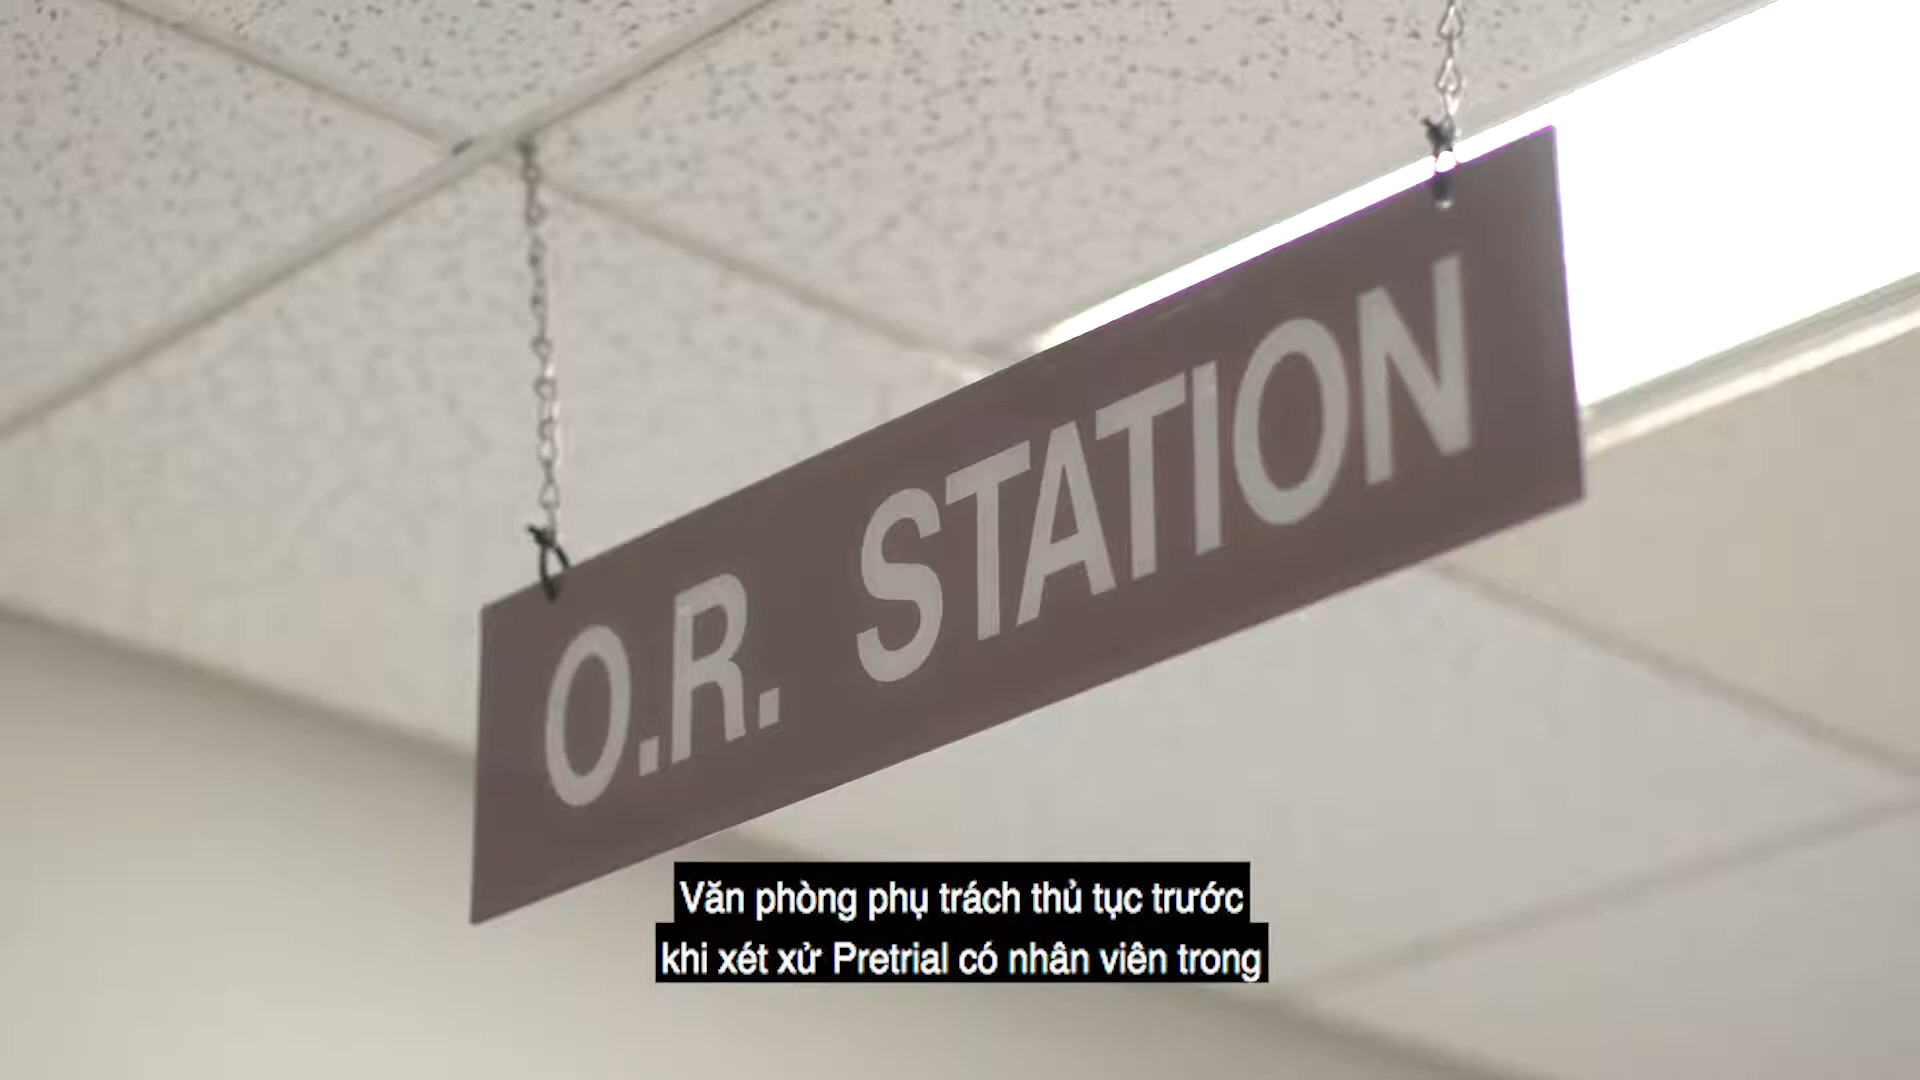 O.R. STATION
Văn phòng phụ trách thủ tục trước
khi xét xử Pretrial có nhân viên trong